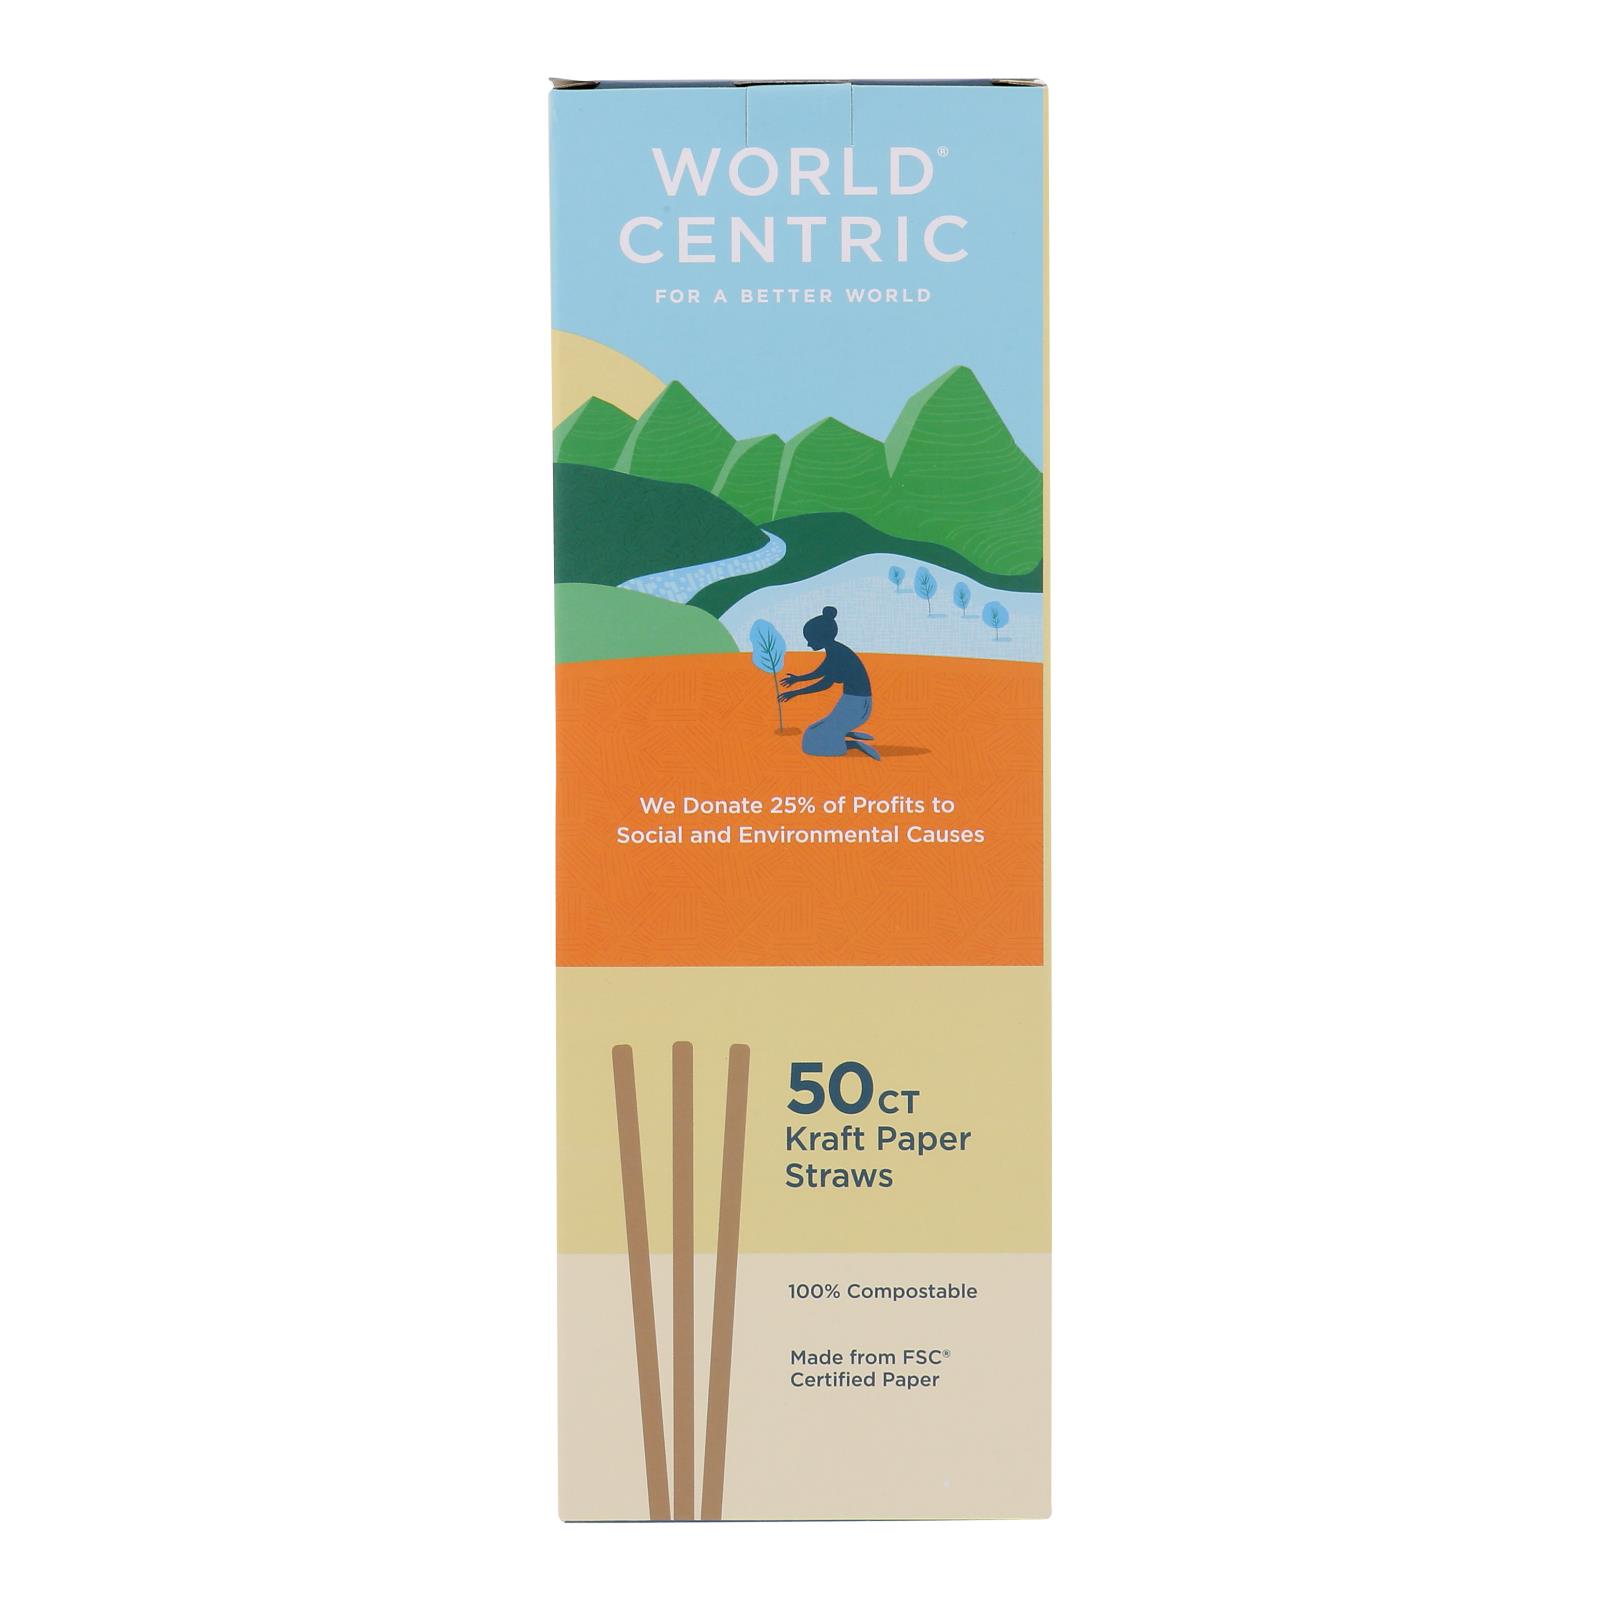 WORLD®
CENTRIC
FOR A BETTER WORLD
We Donate 25% of Profits to
Social and Environmental Causes
50CT
Kraft Paper
Straws
100% Compostable
Made from FSC®
Certified Paper